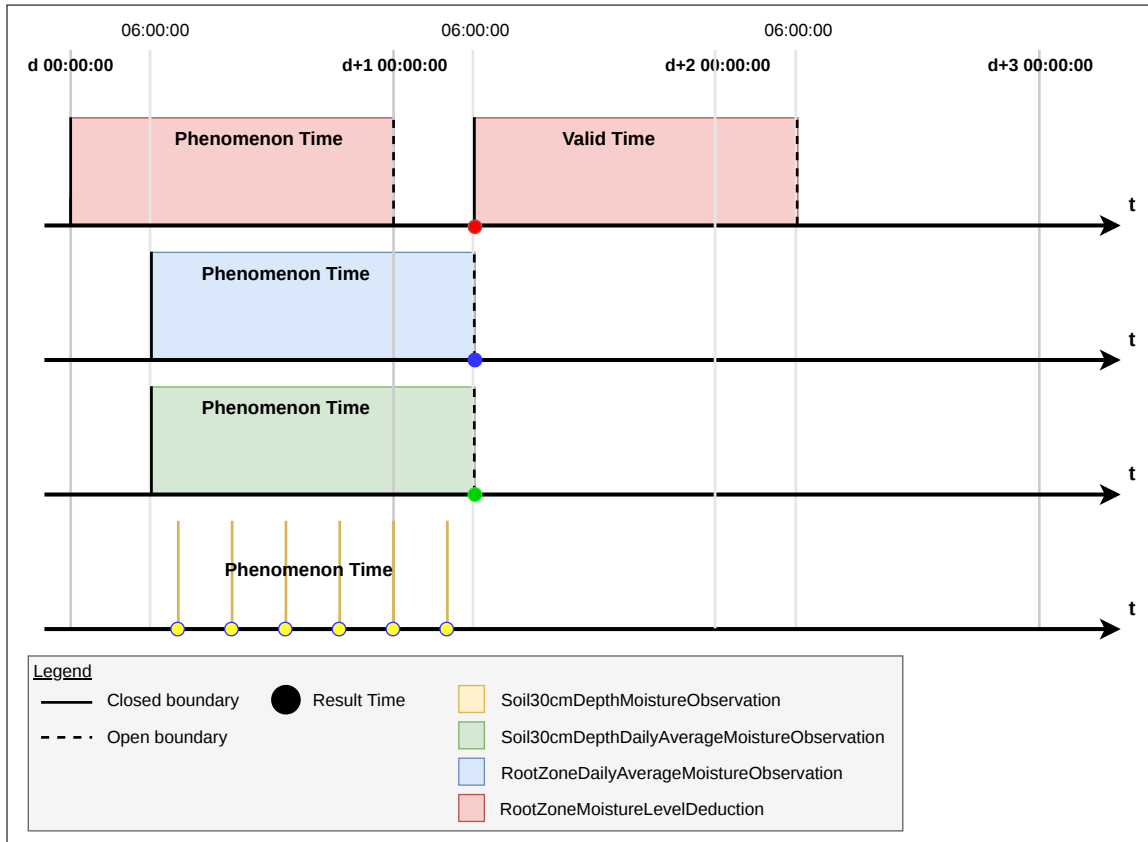 06:00:00 06:00:00 06:00:00
d 00:00:00 d+1 00:00:00 d+2 00:00:00 d+3 00:00:00
Phenomenon Time Valid Time
t
Phenomenon Time
t
Phenomenon Time
t
Phenomenon Time
t
Legend
Closed boundary Result Time Soil30cmDepthMoistureObservation
Open boundary Soil30cmDepthDailyAverageMoistureObservation
RootZoneDailyAverageMoistureObservation
RootZoneMoistureLevelDeduction